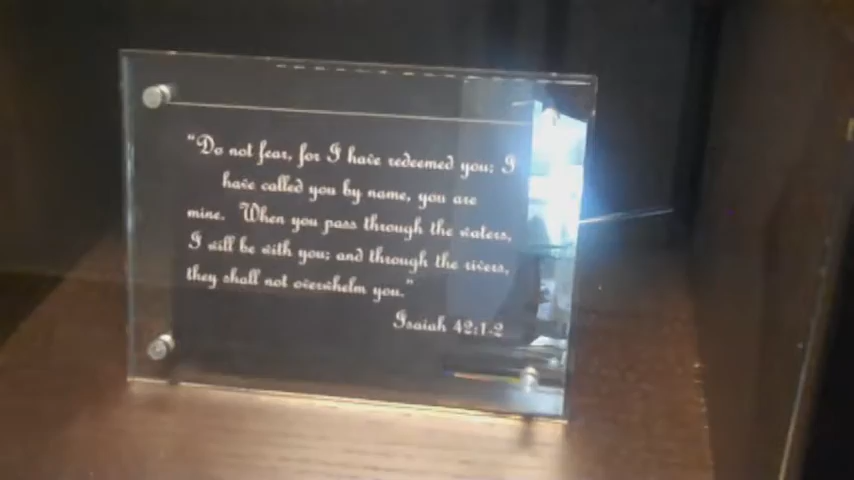 "Do not fear, for I have redeemed you; I
have called you by name, you are
mine. When you pass through the waters,
I will be with you; and through the rivers,
they shall not overwhelm you."
Isaiah 42:1-2